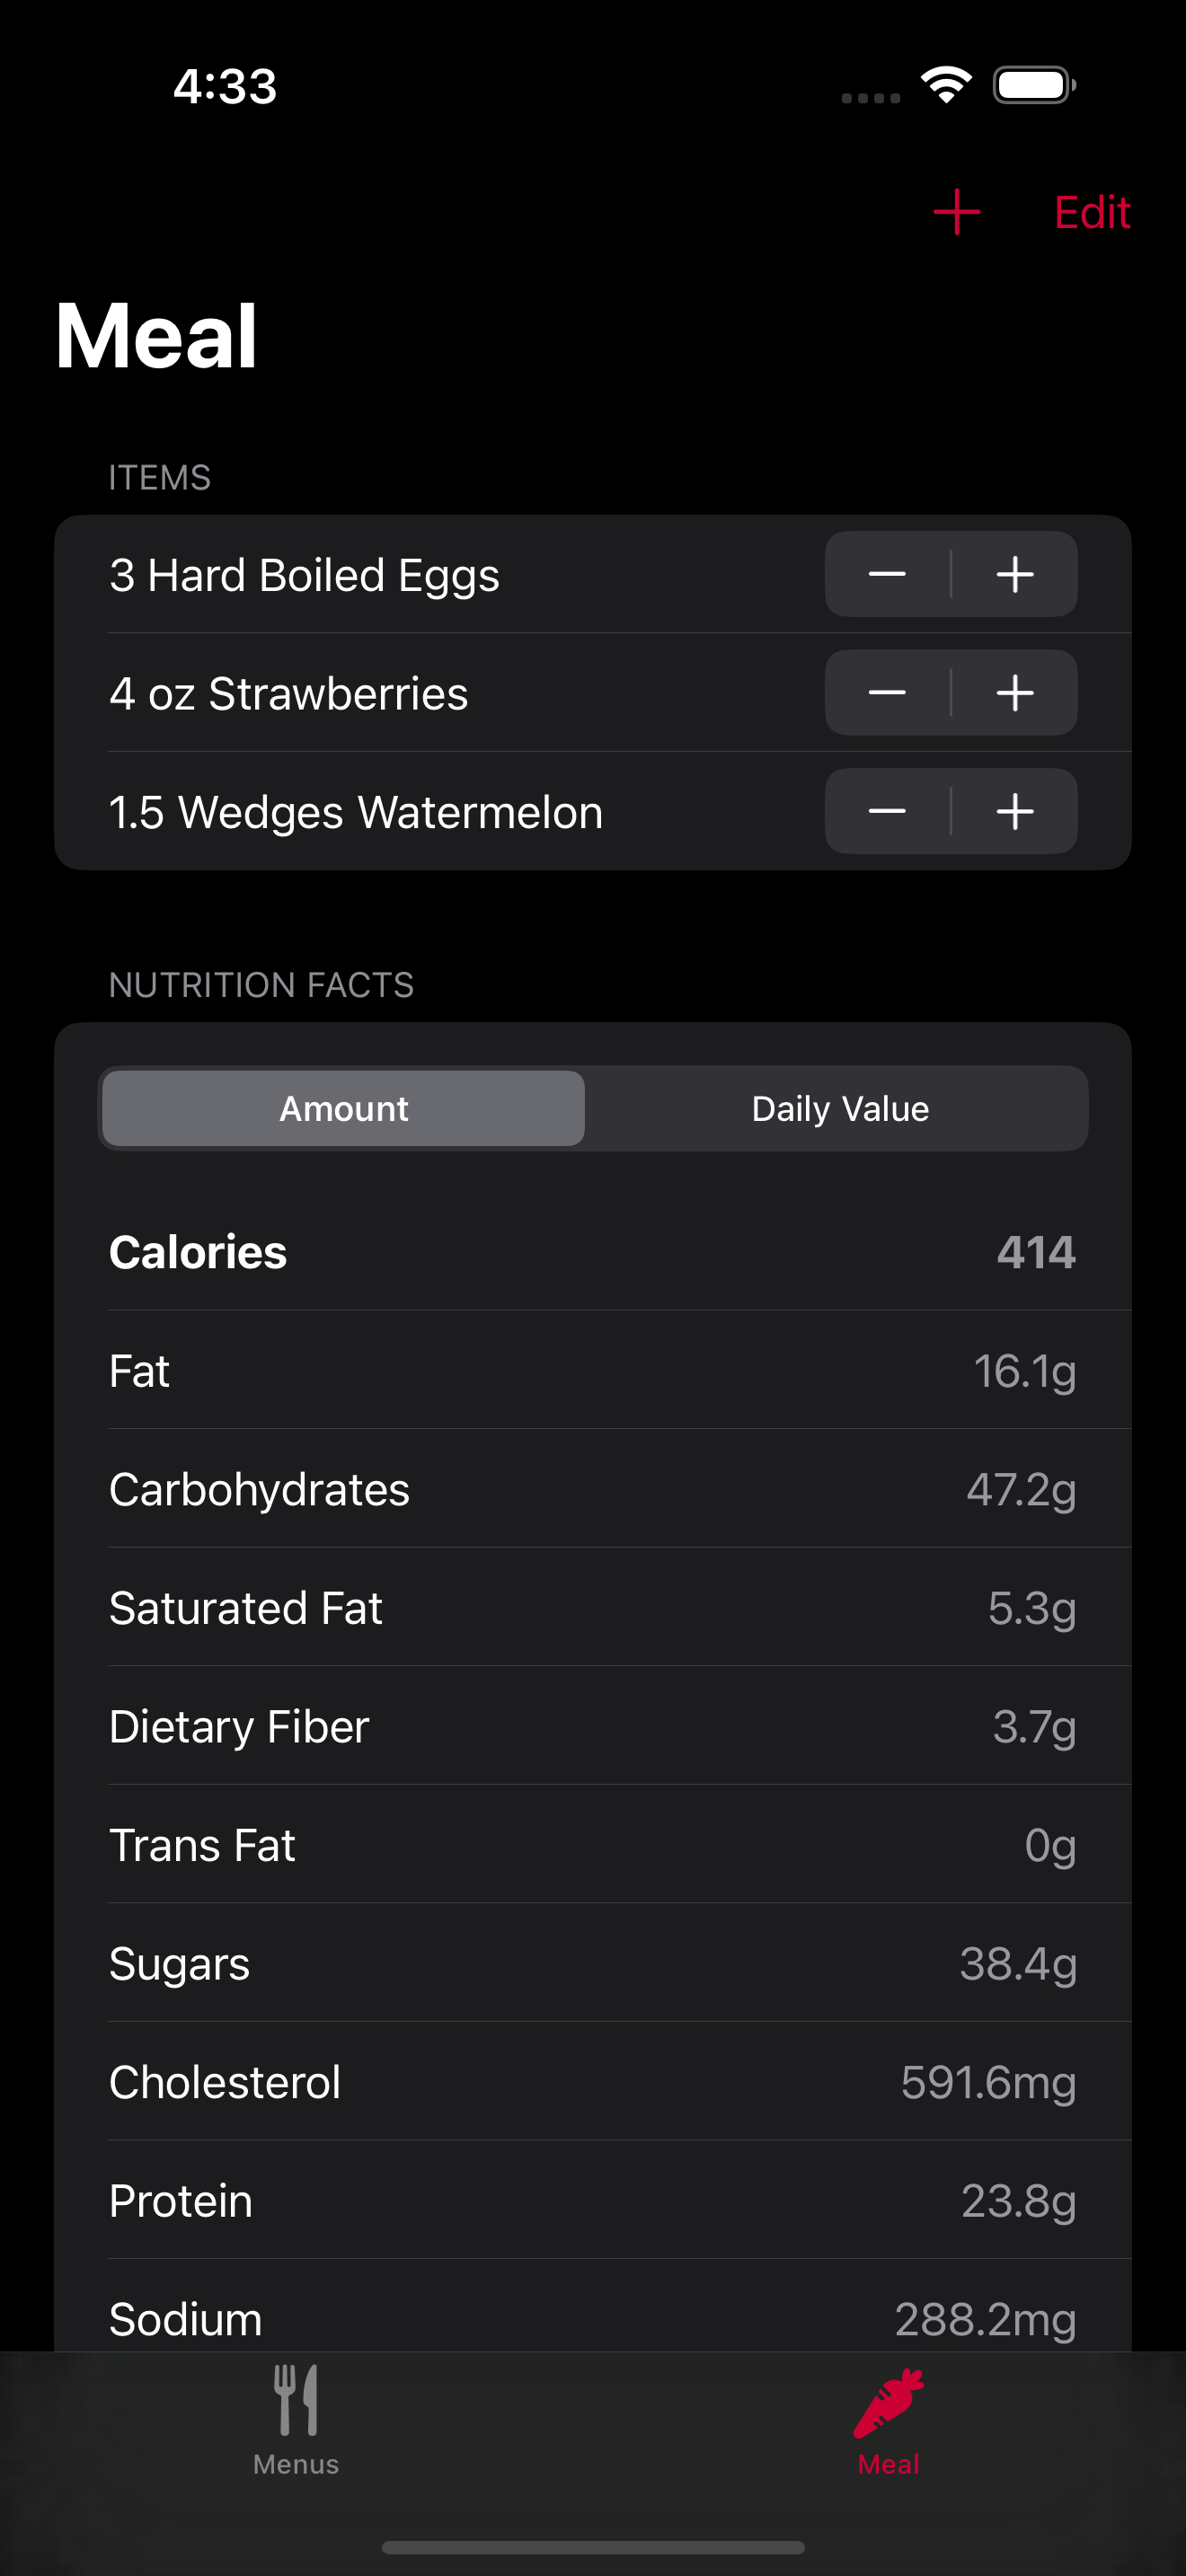 4:33
Edit
Meal
ITEMS
3 Hard Boiled Eggs
4 oz Strawberries
1.5 Wedges Watermelon
NUTRITION FACTS
Amount Daily Value
Calories 414
Fat 16.1g
Carbohydrates 47.2g
Saturated Fat 5.3g
Dietary Fiber 3.7g
Trans Fat 0g
Sugars 38.4g
Cholesterol 591.6mg
Protein 23.8g
Sodium 288.2mg
Menus Meal